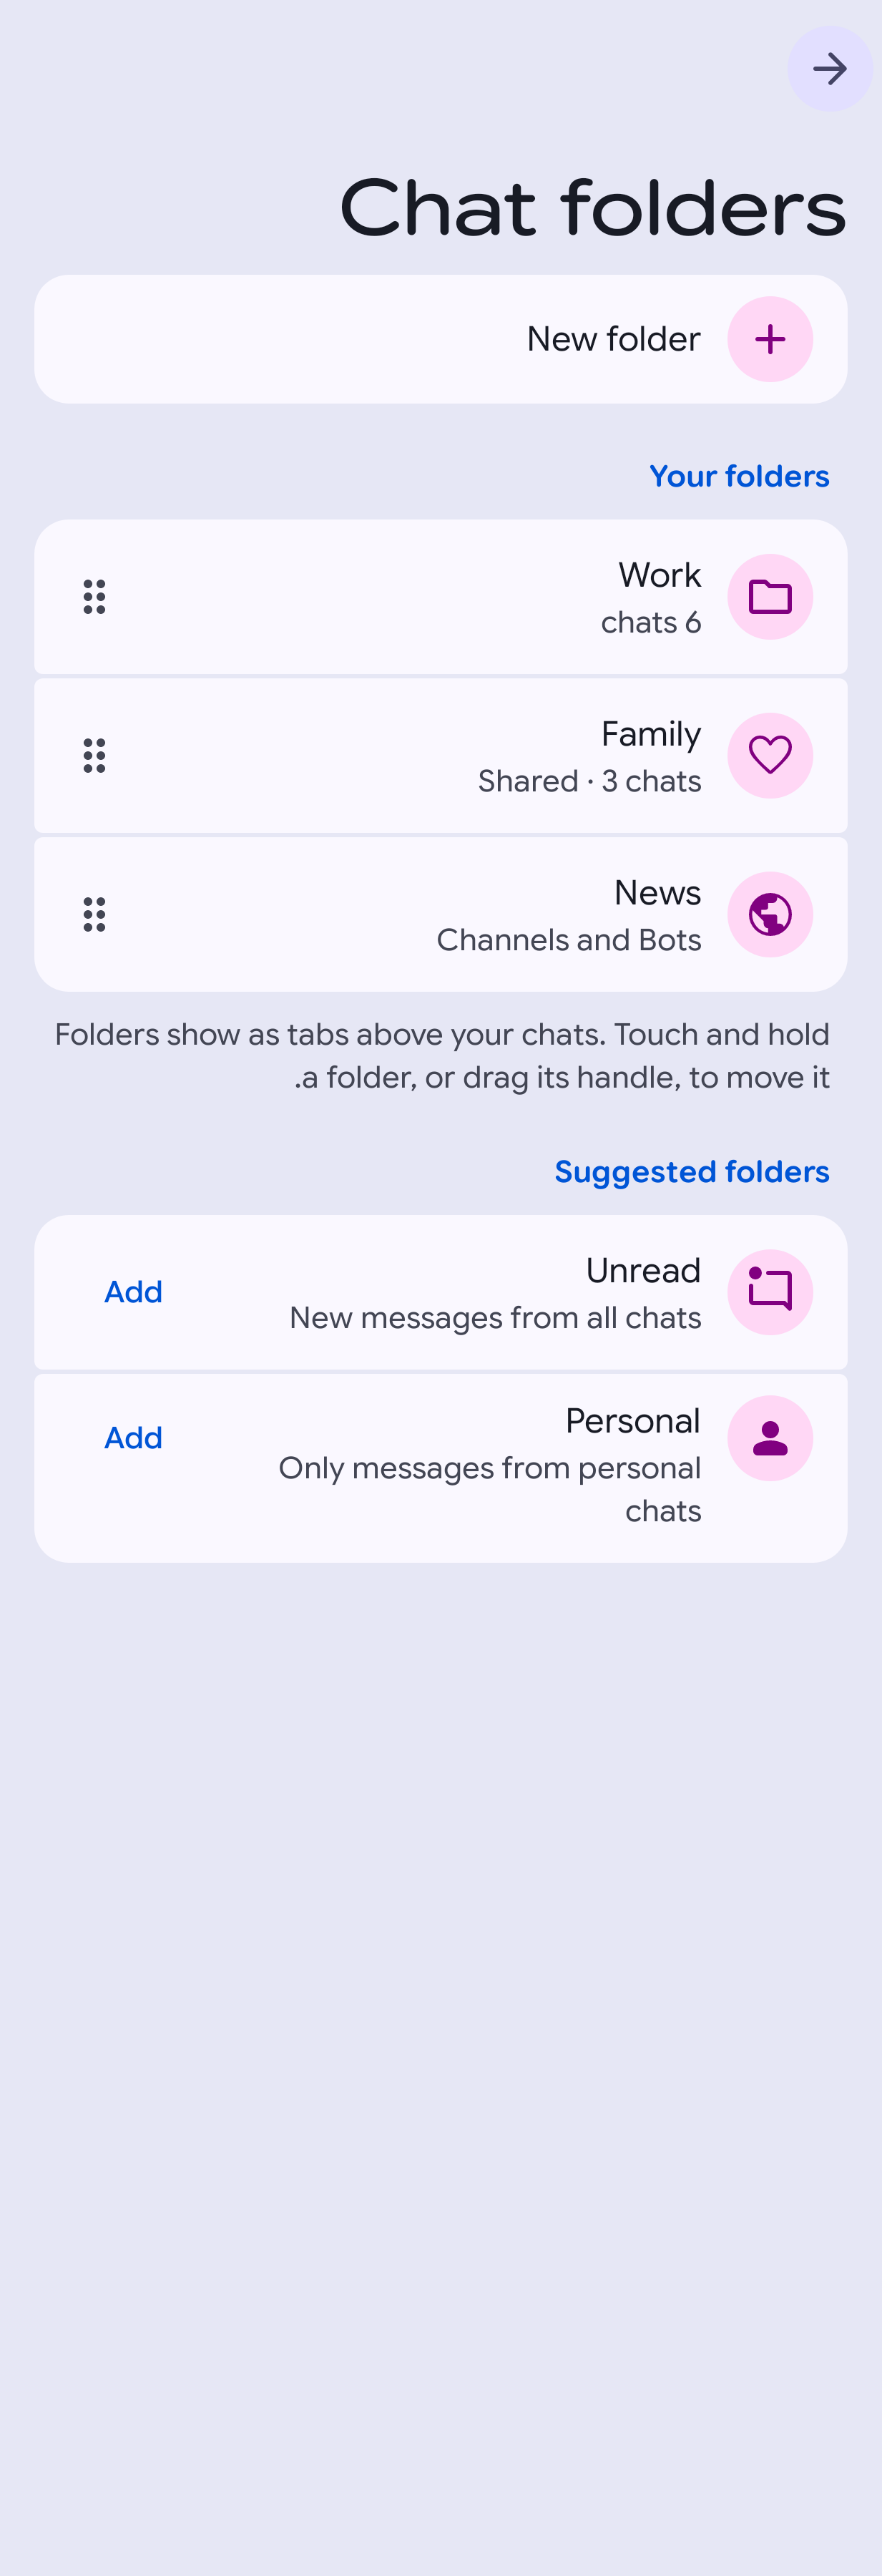 Chat folders
New folder
Your folders
Work
chats 6
Family
Shared · 3 chats
News
Channels and Bots
Folders show as tabs above your chats. Touch and hold
.a folder, or drag its handle, to move it
Suggested folders
Unread
New messages from all chats
Add
Personal
Only messages from personal
chats
Add